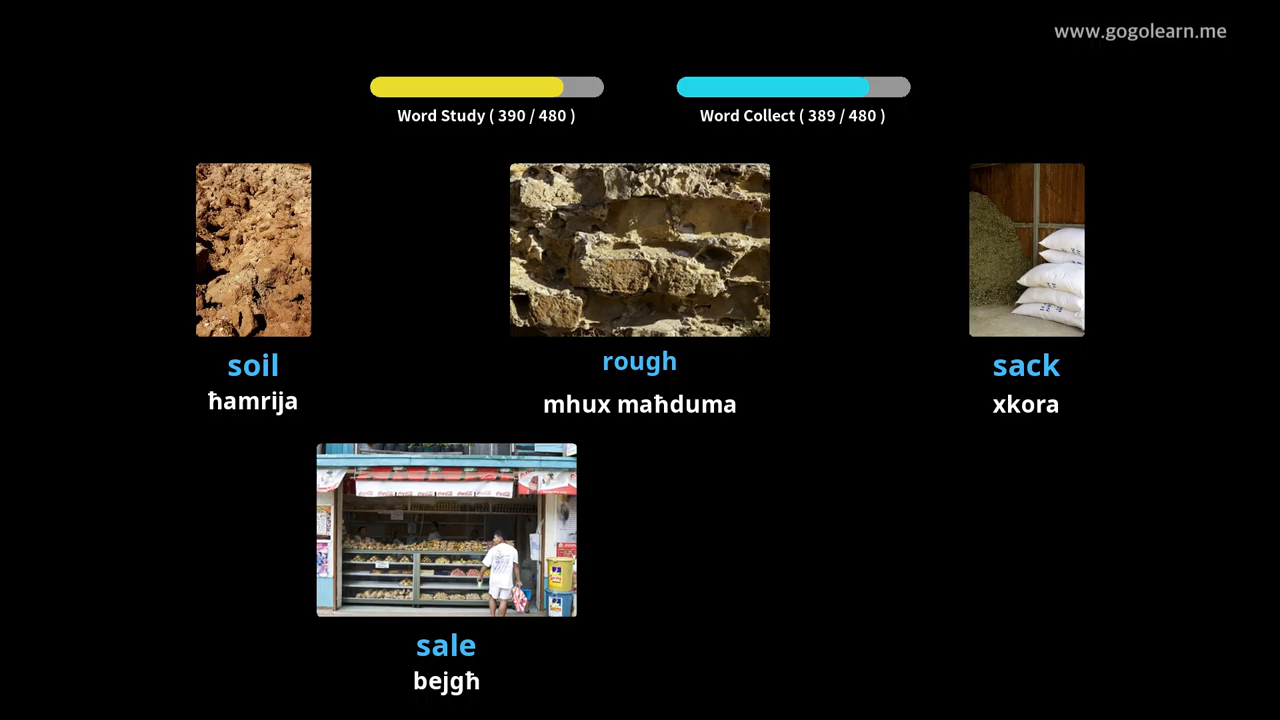 www.gogolearn.me
Word Study ( 390 / 480 )
Word Collect ( 389 / 480 )
soil
ħamrija
rough
mhux maħduma
sack
xkora
sale
bejgħ